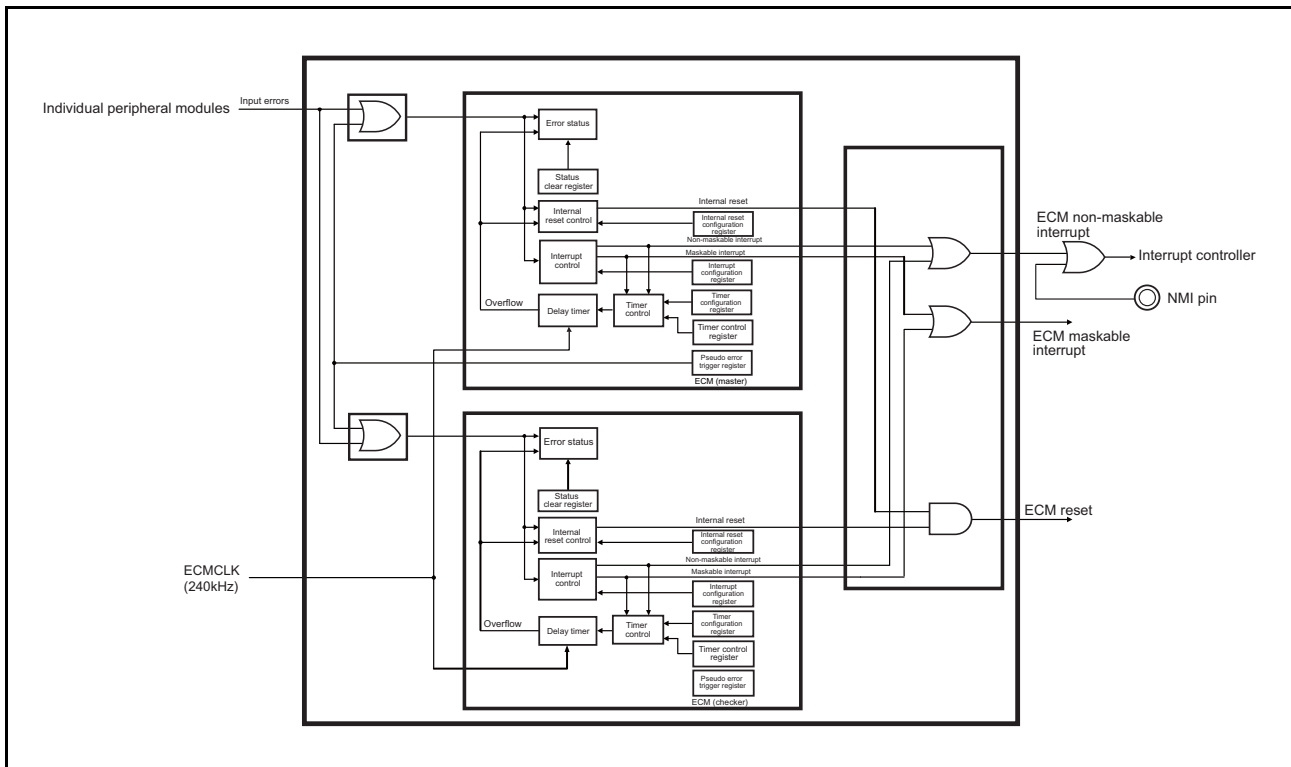 Individual peripheral modules
Input errors
Error status
Status
clear register
Internal reset
Internal
reset control
Internal reset
configuration
register
Non-maskable interrupt
Maskable interrupt
Interrupt
control
Interrupt
configuration
register
Overflow
Delay timer
Timer
control
Timer
configuration
register
Timer control
register
Pseudo error
trigger register
ECM (master)
ECM non-maskable
interrupt
Interrupt controller
NMI pin
ECM maskable
interrupt
Error status
Status
clear register
Internal reset
Internal
reset control
Internal reset
configuration
register
Non-maskable interrupt
Maskable interrupt
Interrupt
control
Interrupt
configuration
register
Overflow
Delay timer
Timer
control
Timer
configuration
register
Timer control
register
Pseudo error
trigger register
ECM (checker)
ECM reset
ECMCLK
(240kHz)